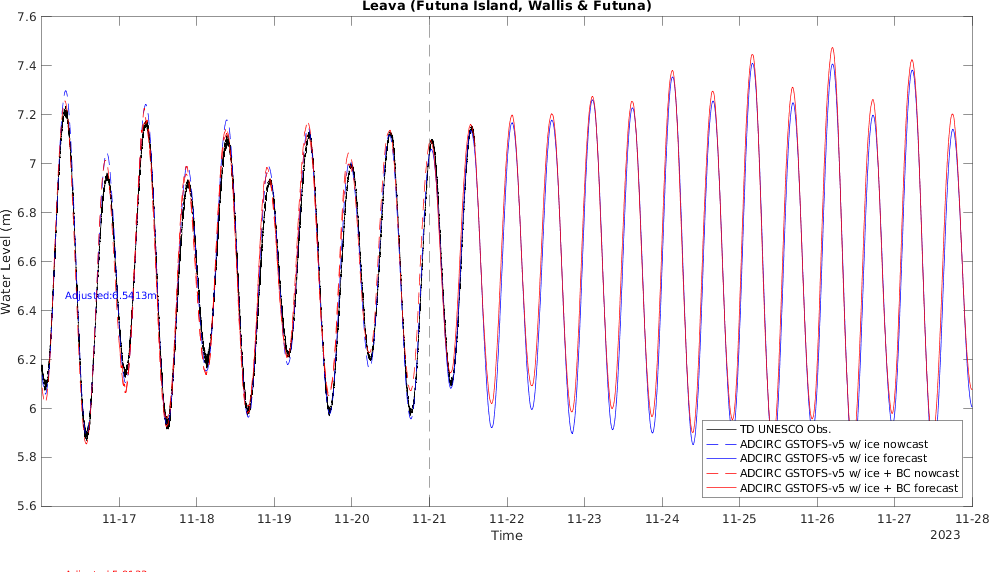 Leava (Futuna Island, Wallis & Futuna)
7.6
7.4
7.2
7
6.8
6.6
6.4
6.2
6
5.8
5.6
Water Level (m)
Adjusted:6.5413m
TD UNESCO Obs.
ADCIRC GSTOFS-v5 w/ ice nowcast
ADCIRC GSTOFS-v5 w/ ice forecast
ADCIRC GSTOFS-v5 w/ ice + BC nowcast
ADCIRC GSTOFS-v5 w/ ice + BC forecast
11-17 11-18 11-19 11-20 11-21 11-22 11-23 11-24 11-25 11-26 11-27 11-28
Time
2023